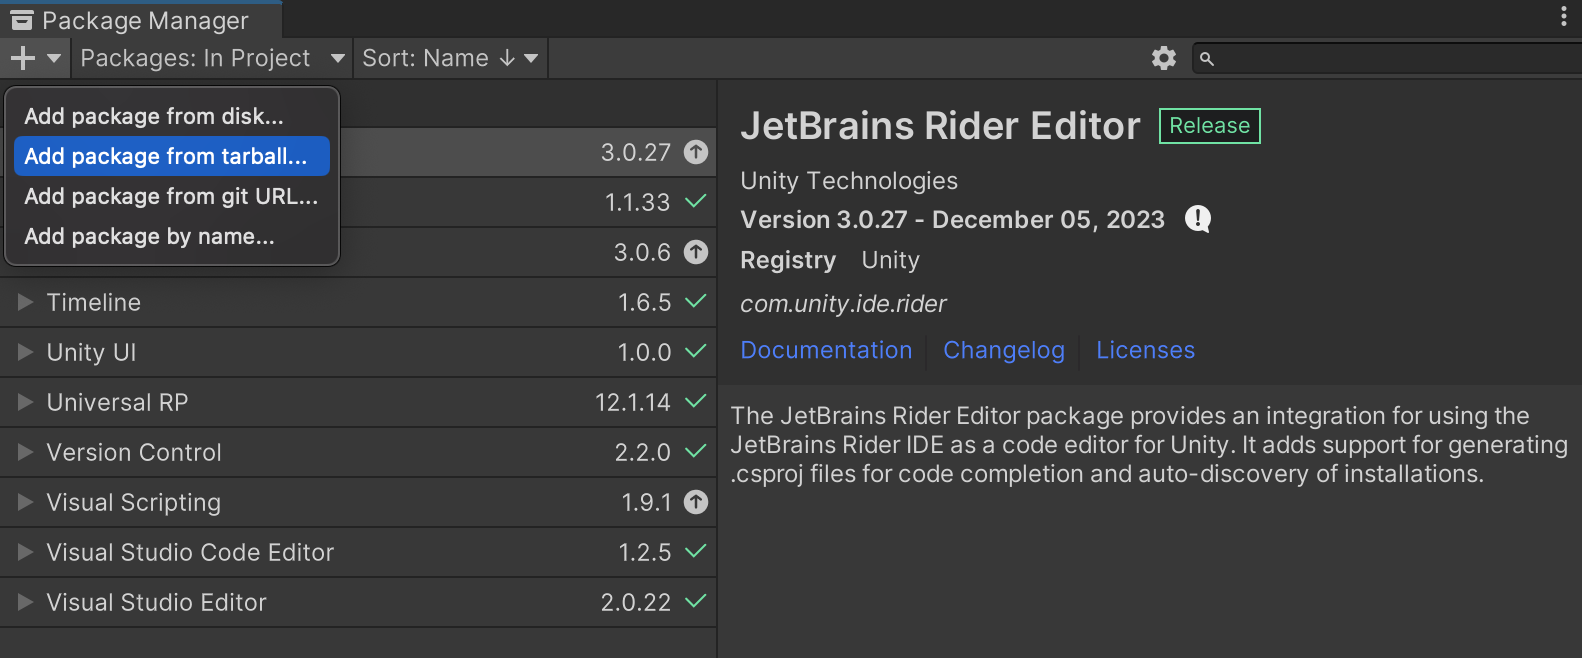 Package Manager
Packages: In Project
Sort: Name ↓
Add package from disk...
Add package from tarball...
Add package from git URL...
Add package by name...
3.0.27
1.1.33
3.0.6
Timeline 1.6.5
Unity UI 1.0.0
Universal RP 12.1.14
Version Control 2.2.0
Visual Scripting 1.9.1
Visual Studio Code Editor 1.2.5
Visual Studio Editor 2.0.22
JetBrains Rider Editor Release
Unity Technologies
Version 3.0.27 - December 05, 2023
Registry Unity
com.unity.ide.rider
Documentation Changelog Licenses
The JetBrains Rider Editor package provides an integration for using the
JetBrains Rider IDE as a code editor for Unity. It adds support for generating
.csproj files for code completion and auto-discovery of installations.